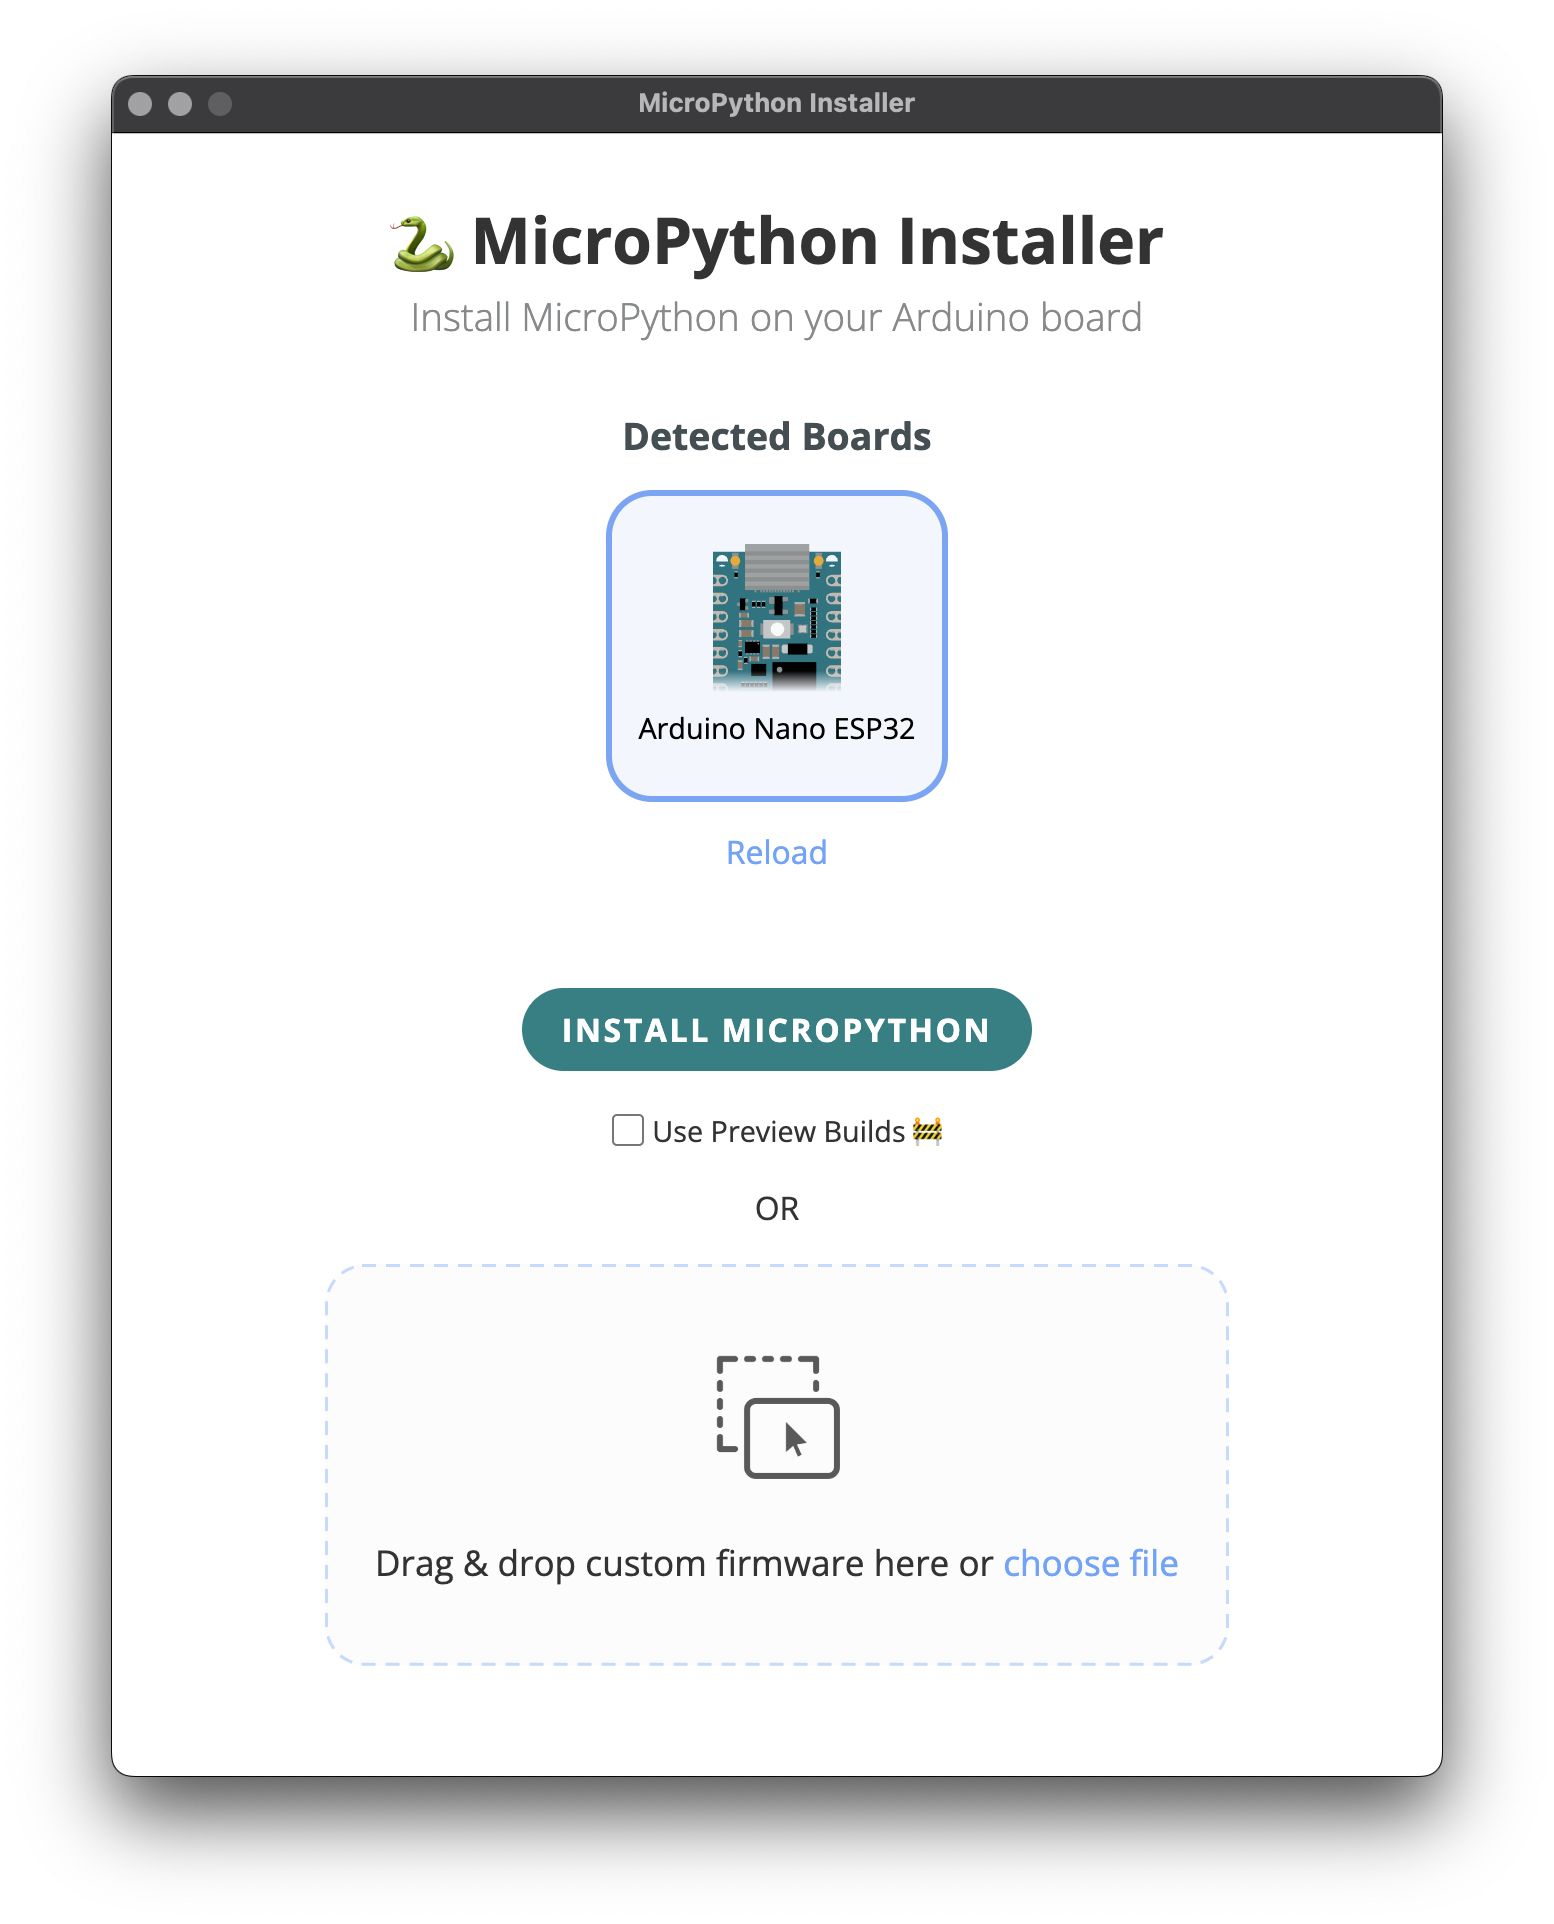 MicroPython Installer
🐍 MicroPython Installer
Install MicroPython on your Arduino board
Detected Boards
Arduino Nano ESP32
Reload
INSTALL MICROPYTHON
Use Preview Builds 🚧
OR
Drag & drop custom firmware here or choose file